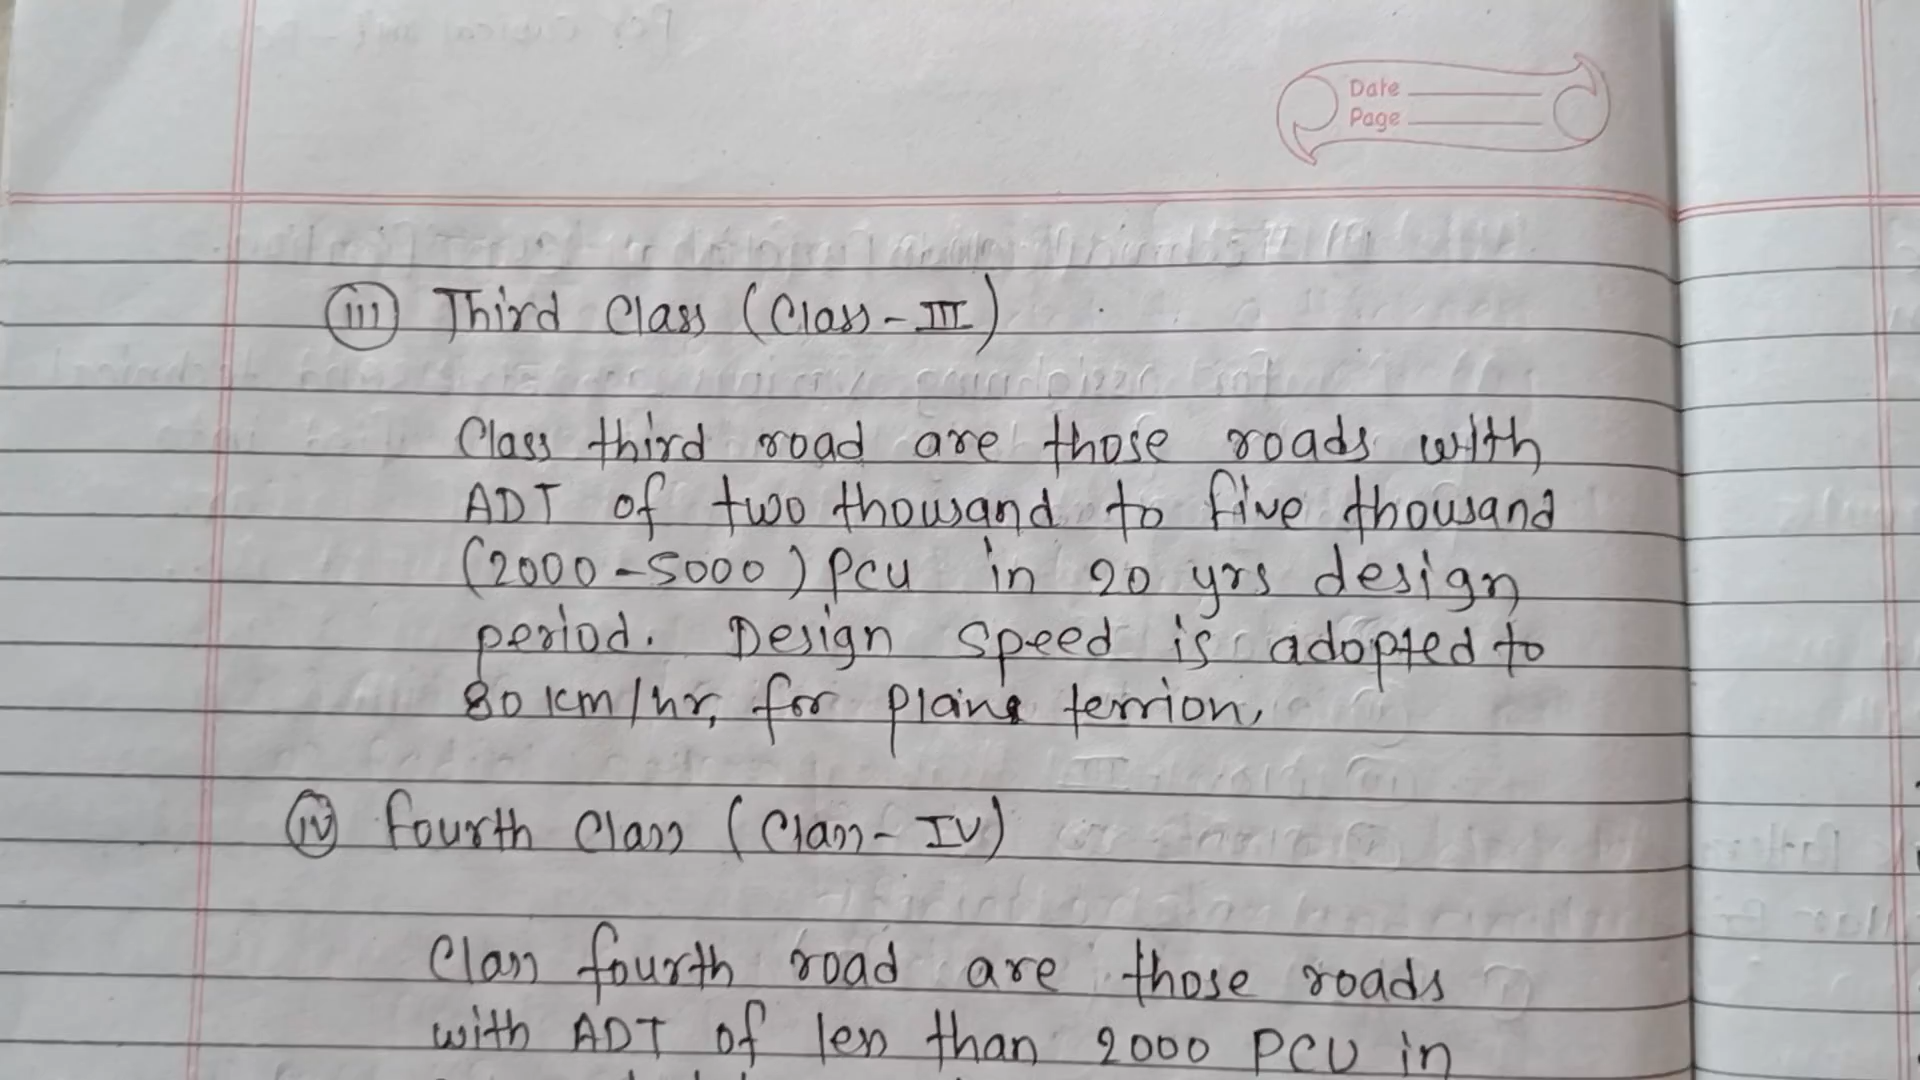 Date
Page
(iii) Third Class (Class-III)
Class third road are those roads with
ADT of two thousand to five thousand
(2000-5000) PCU in 20 yrs design
period. Design speed is adopted to
80 km/hr, for plane terrion.
(iv) Fourth Class (Class-IV)
Class fourth road are those roads
with ADT of less than 2000 PCU in